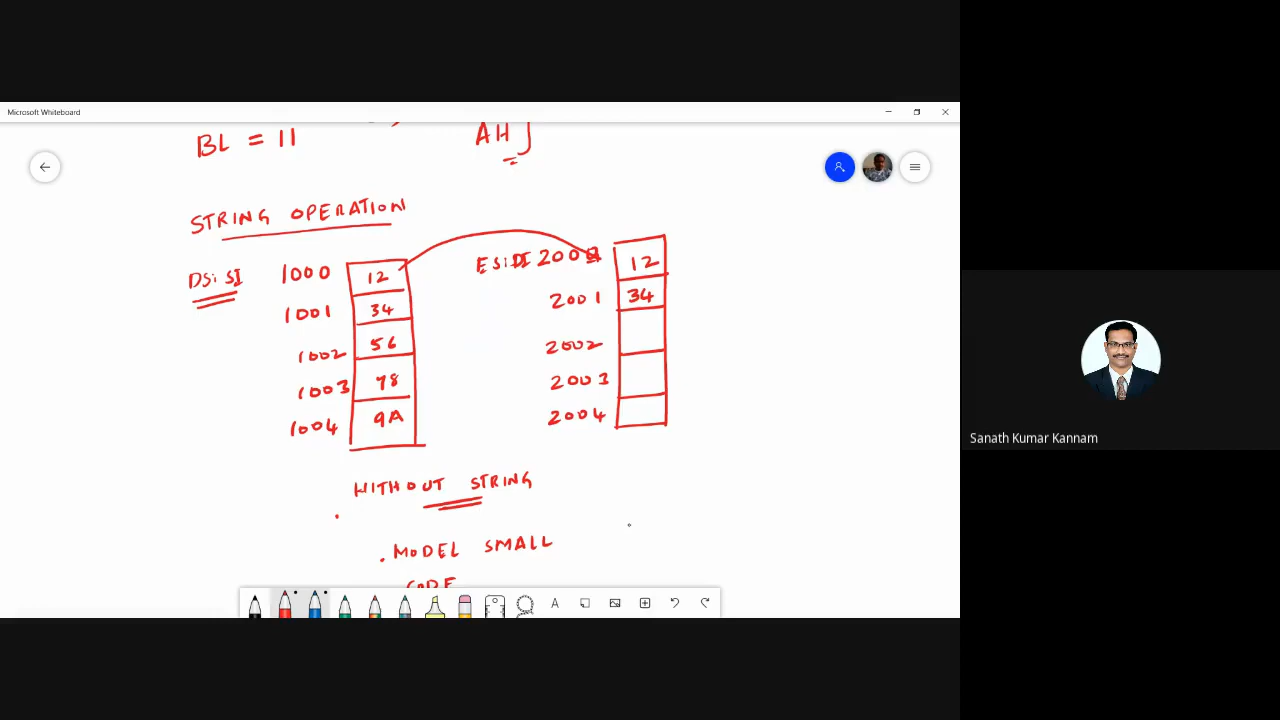 Microsoft Whiteboard
BL = 11
AH
STRING OPERATION
DS: SI 1000 12
1001 34
1002 56
1003 78
1004 9A
ES:DI 2000 12
2001 34
2002
2003
2004
WITHOUT STRING
.MODEL SMALL
CODE
A
Sanath Kumar Kannam